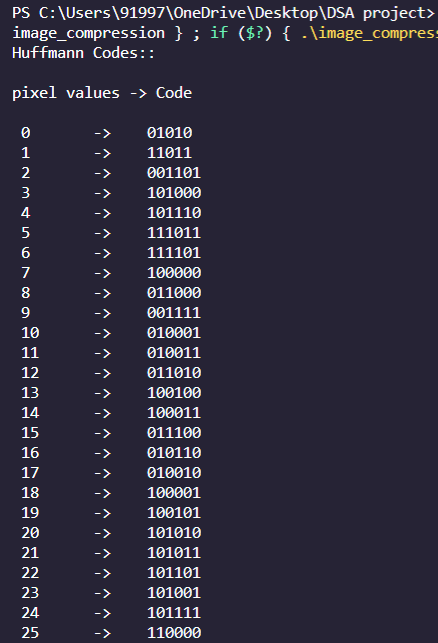 PS C:\Users\91997\OneDrive\Desktop\DSA project>
image_compression } ; if ($?) { .\image_compres
Huffmann Codes::
pixel values -> Code
0 -> 01010
1 -> 11011
2 -> 001101
3 -> 101000
4 -> 101110
5 -> 111011
6 -> 111101
7 -> 100000
8 -> 011000
9 -> 001111
10 -> 010001
11 -> 010011
12 -> 011010
13 -> 100100
14 -> 100011
15 -> 011100
16 -> 010110
17 -> 010010
18 -> 100001
19 -> 100101
20 -> 101010
21 -> 101011
22 -> 101101
23 -> 101001
24 -> 101111
25 -> 110000